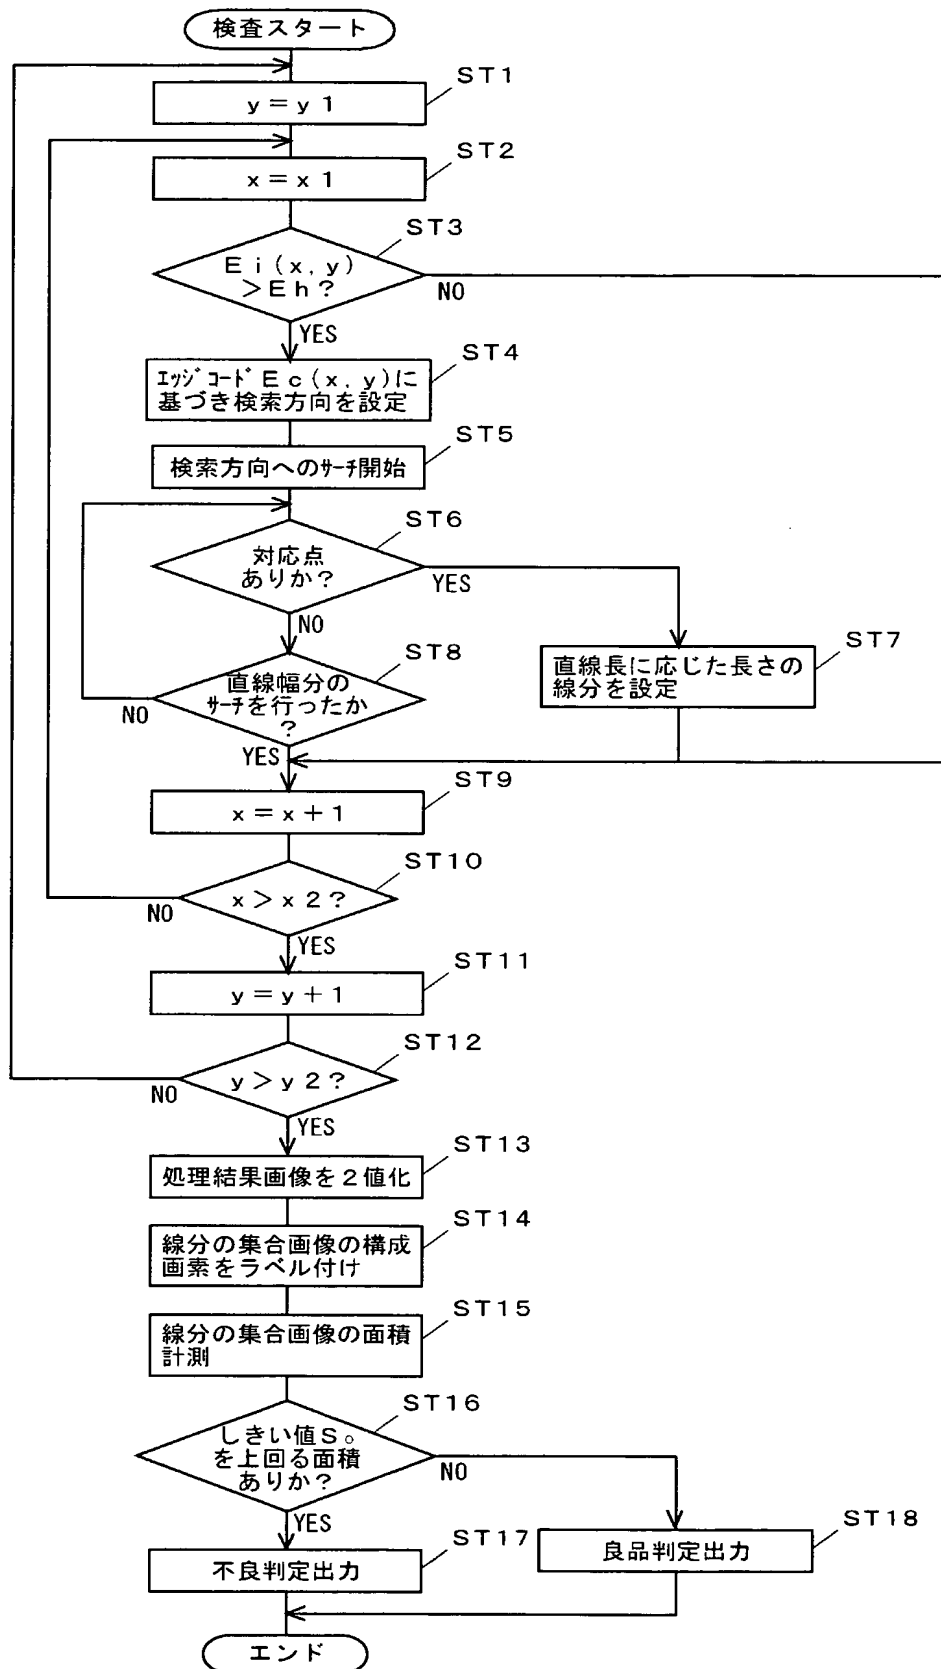 検査スタート
ST1
y=y1
ST2
x=x1
ST3
Ei(x,y)
>Eh?
NO
YES
ST4
エッジコードEc(x,y)に
基づき検索方向を設定
ST5
検索方向へのサーチ開始
ST6
対応点
ありか?
YES
NO
ST7
直線長に応じた長さの
線分を設定
ST8
直線幅分の
サーチを行ったか
?
NO
YES
ST9
x=x+1
ST10
x>x2?
NO
YES
ST11
y=y+1
ST12
y>y2?
NO
YES
ST13
処理結果画像を2値化
ST14
線分の集合画像の構成
画素をラベル付け
ST15
線分の集合画像の面積
計測
ST16
しきい値S₀
を上回る面積
ありか?
NO
YES
ST17
不良判定出力
ST18
良品判定出力
エンド